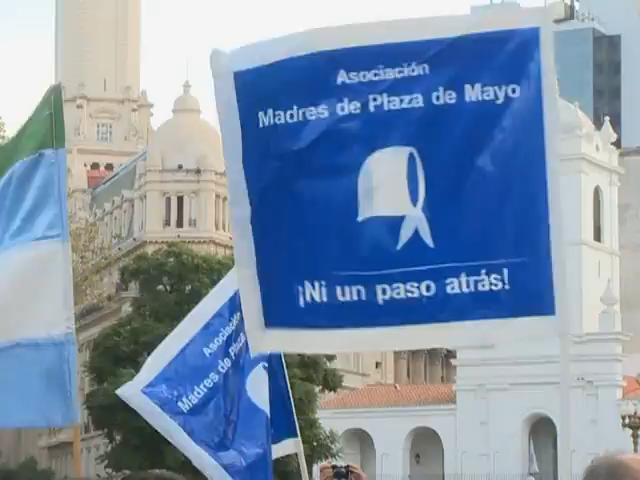 Asociación
Madres de Plaza de Mayo
¡Ni un paso atrás!
Asociación
Madres de Plaza